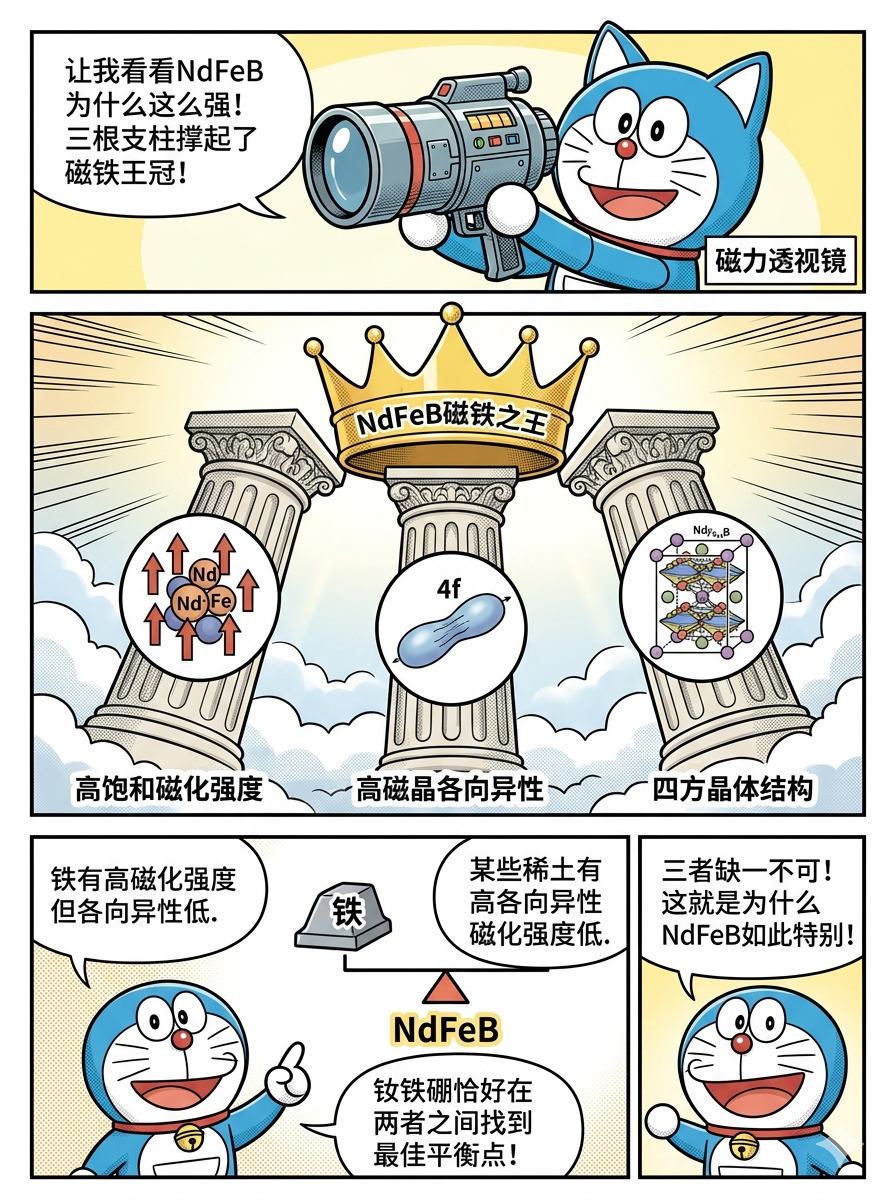 让我看看NdFeB
为什么这么强！
三根支柱撑起了
磁铁王冠！
磁力透视镜
NdFeB磁铁之王
Nd
Nd·Fe
4f
高饱和磁化强度
高磁晶各向异性
四方晶体结构
铁有高磁化强度
但各向异性低.
铁
某些稀土有
高各向异性
磁化强度低.
NdFeB
钕铁硼恰好在
两者之间找到
最佳平衡点！
三者缺一不可！
这就是为什么
NdFeB如此特别！